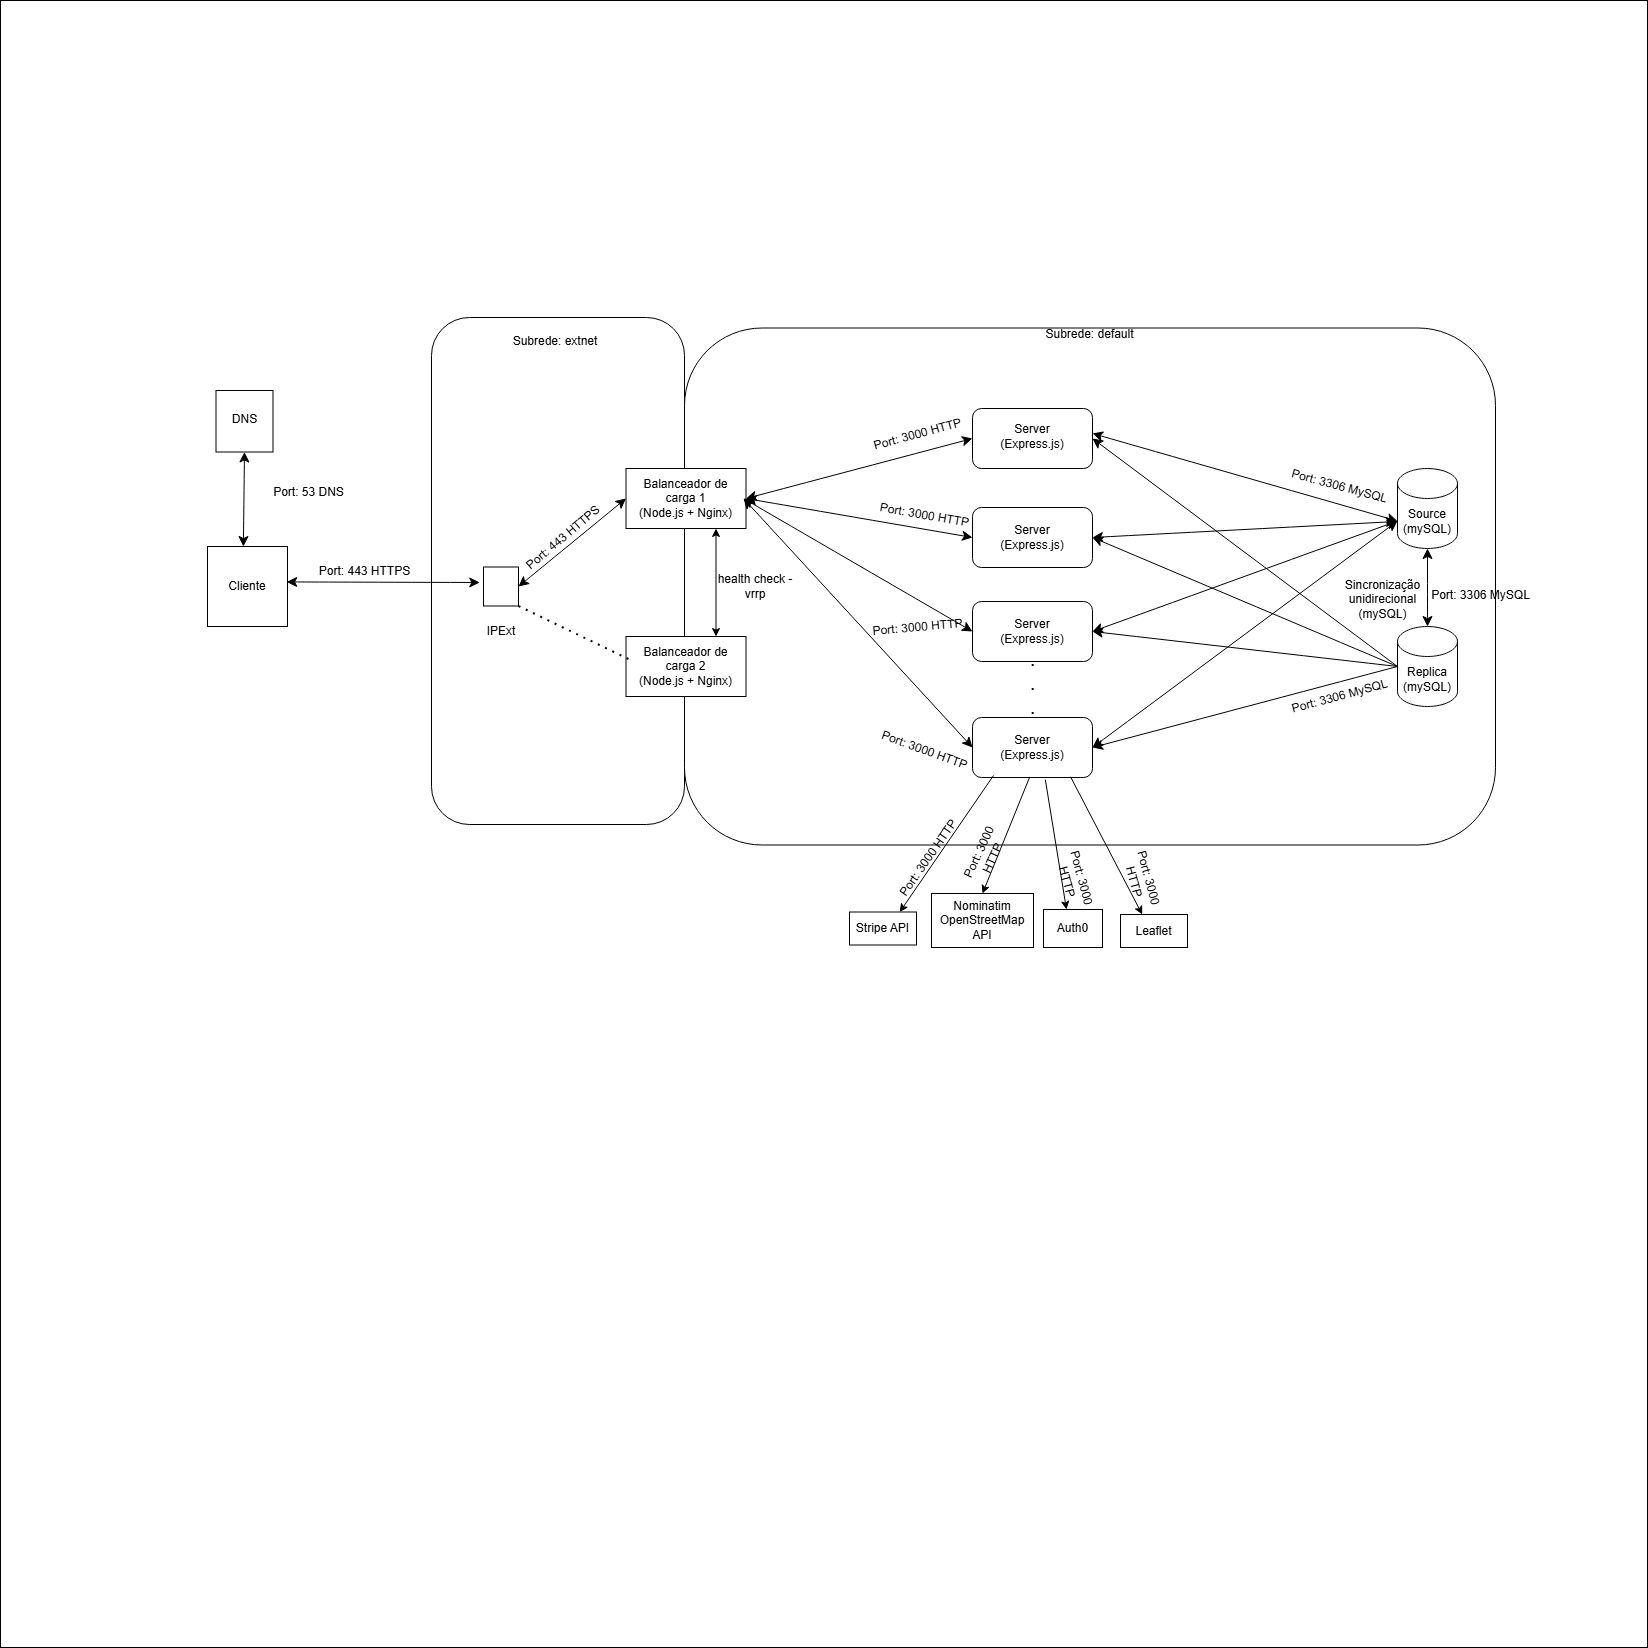 Subrede: extnet
Subrede: default
DNS
Port: 53 DNS
Cliente
Port: 443 HTTPS
IPExt
Port: 443 HTTPS
Balanceador de
carga 1
(Node.js + Nginx)
health check -
vrrp
Balanceador de
carga 2
(Node.js + Nginx)
Port: 3000 HTTP
Port: 3000 HTTP
Port: 3000 HTTP
Port: 3000 HTTP
Server
(Express.js)
Server
(Express.js)
Server
(Express.js)
.
.
.
Server
(Express.js)
Port: 3306 MySQL
Source
(mySQL)
Sincronização
unidirecional
(mySQL)
Port: 3306 MySQL
Replica
(mySQL)
Port: 3306 MySQL
Port: 3000 HTTP
Port: 3000
HTTP
Port: 3000
HTTP
Port: 3000
HTTP
Stripe API
Nominatim
OpenStreetMap
API
Auth0
Leaflet